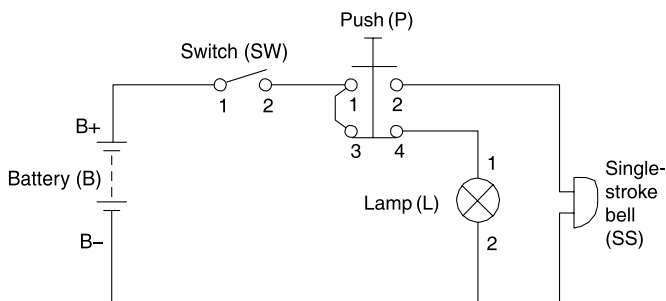 Push (P)
Switch (SW)
1
2
1
2
3
4
B+
Battery (B)
B–
1
Lamp (L)
2
Single-
stroke
bell
(SS)